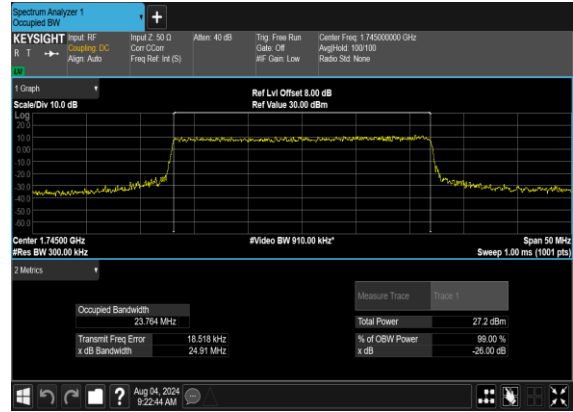 Spectrum Analyzer 1
Occupied BW
+
KEYSIGHT Input: RF Input Z: 50 Ω Atten: 40 dB Trig: Free Run Center Freq: 1.745000000 GHz
R T Coupling: DC Corr CCorr Gate: Off Avg|Hold: 100/100
Align: Auto Freq Ref: Int (S) #IF Gain: Low Radio Std: None
LM
1 Graph
Ref Lvl Offset 8.00 dB
Scale/Div 10.0 dB Ref Value 30.00 dBm
Log
20.0
10.0
0.00
-10.0
-20.0
-30.0
-40.0
-50.0
-60.0
Center 1.74500 GHz #Video BW 910.00 kHz* Span 50 MHz
#Res BW 300.00 kHz Sweep 1.00 ms (1001 pts)
2 Metrics
Measure Trace Trace 1
Occupied Bandwidth
23.764 MHz Total Power 27.2 dBm
Transmit Freq Error 18.518 kHz % of OBW Power 99.00 %
x dB Bandwidth 24.91 MHz x dB -26.00 dB
? Aug 04, 2024
9:22:44 AM